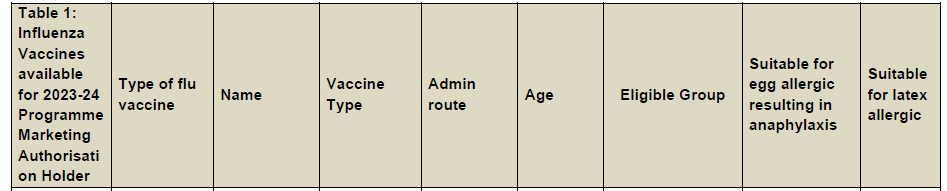 Table 1:
Influenza
Vaccines
available
for 2023-24
Programme
Marketing
Authorisati
on Holder
Type of flu
vaccine
Name
Vaccine
Type
Admin
route
Age
Eligible Group
Suitable for
egg allergic
resulting in
anaphylaxis
Suitable
for latex
allergic